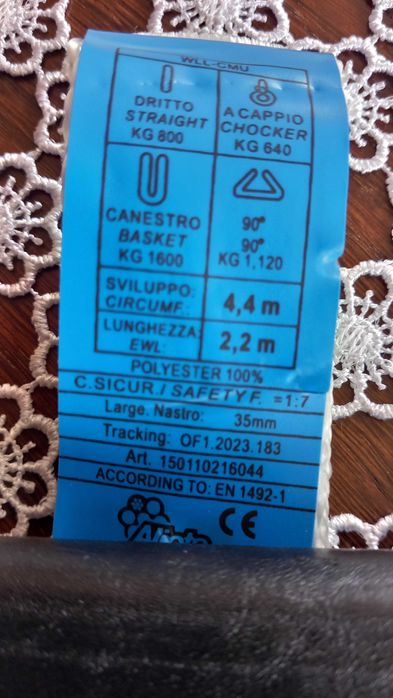 WLL-CMU
DRITTO
STRAIGHT
KG 800
A CAPPIO
CHOCKER
KG 640
CANESTRO
BASKET
KG 1600
90°
90°
KG 1.120
SVILUPPO:
CIRCUMF.:
4,4 m
LUNGHEZZA
EWL:
2,2 m
POLYESTER 100%
C.SICUR./ SAFETY F. =1:7
Large. Nastro: 35mm
Tracking: OF1.2023.183
Art. 150110216044
ACCORDING TO: EN 1492-1
CE